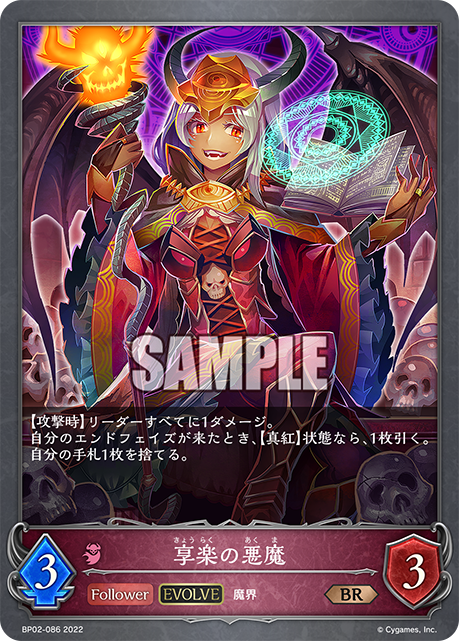 SAMPLE
【攻撃時】リーダーすべてに1ダメージ。
自分のエンドフェイズが来たとき、【真紅】状態なら、1枚引く。
自分の手札1枚を捨てる。
きょうらく あくま
享楽の悪魔
3 3
Follower EVOLVE 魔界 BR
BP02-086 2022 © Cygames, Inc.